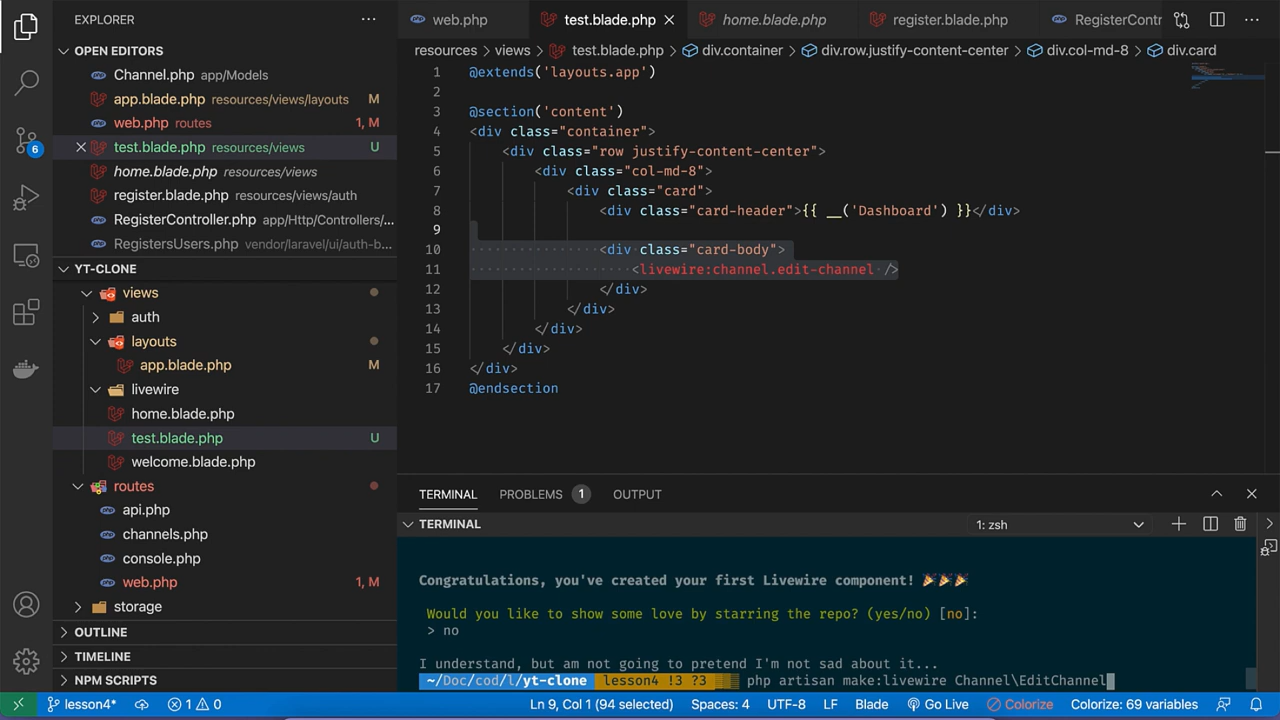 EXPLORER
OPEN EDITORS
Channel.php app/Models
app.blade.php resources/views/layouts M
web.php routes 1, M
test.blade.php resources/views U
home.blade.php resources/views
register.blade.php resources/views/auth
RegisterController.php app/Http/Controllers/...
RegistersUsers.php vendor/laravel/ui/auth-b...
YT-CLONE
views
auth
layouts
app.blade.php M
livewire
home.blade.php
test.blade.php U
welcome.blade.php
routes
api.php
channels.php
console.php
web.php 1, M
storage
OUTLINE
TIMELINE
NPM SCRIPTS
6
web.php test.blade.php home.blade.php register.blade.php RegisterContr
resources > views > test.blade.php > div.container > div.row.justify-content-center > div.col-md-8 > div.card
1 @extends('layouts.app')
2
3 @section('content')
4 <div class="container">
5 <div class="row justify-content-center">
6 <div class="col-md-8">
7 <div class="card">
8 <div class="card-header">{{ __('Dashboard') }}</div>
9
10 <div class="card-body">
11 <livewire:channel.edit-channel />
12 </div>
13 </div>
14 </div>
15 </div>
16 </div>
17 @endsection
TERMINAL PROBLEMS 1 OUTPUT
TERMINAL 1: zsh
Congratulations, you've created your first Livewire component! 🎉🎉🎉
Would you like to show some love by starring the repo? (yes/no) [no]:
> no
I understand, but am not going to pretend I'm not sad about it...
~/Doc/cod/l/yt-clone lesson4 !3 ?3 php artisan make:livewire Channel\EditChannel
lesson4* 1 0 Ln 9, Col 1 (94 selected) Spaces: 4 UTF-8 LF Blade Go Live Colorize Colorize: 69 variables